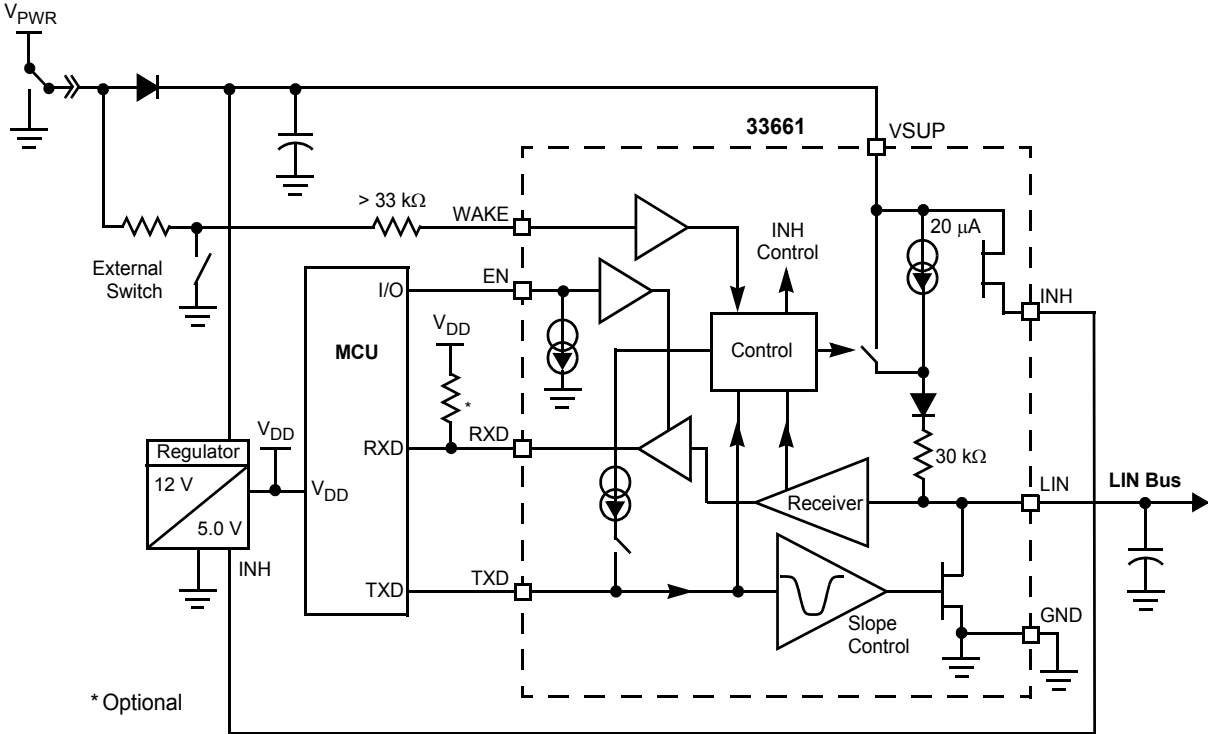 VPWR
33661
VSUP
> 33 kΩ
WAKE
20 µA
INH
Control
External
Switch
I/O
EN
INH
VDD
MCU
Control
*
VDD
RXD
RXD
Regulator
12 V
5.0 V
VDD
30 kΩ
Receiver
LIN
LIN Bus
INH
TXD
TXD
Slope
Control
GND
* Optional